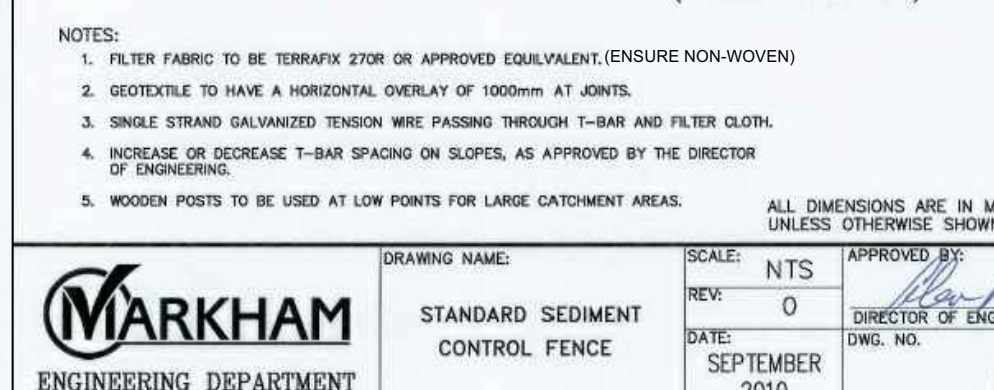 NOTES:
1. FILTER FABRIC TO BE TERRAFIX 270R OR APPROVED EQUILVALENT. (ENSURE NON-WOVEN)
2. GEOTEXTILE TO HAVE A HORIZONTAL OVERLAY OF 1000mm AT JOINTS.
3. SINGLE STRAND GALVANIZED TENSION WIRE PASSING THROUGH T-BAR AND FILTER CLOTH.
4. INCREASE OR DECREASE T-BAR SPACING ON SLOPES, AS APPROVED BY THE DIRECTOR
OF ENGINEERING.
5. WOODEN POSTS TO BE USED AT LOW POINTS FOR LARGE CATCHMENT AREAS.
ALL DIMENSIONS ARE IN M
UNLESS OTHERWISE SHOWN
MARKHAM
ENGINEERING DEPARTMENT
DRAWING NAME:
STANDARD SEDIMENT
CONTROL FENCE
SCALE: NTS
REV: 0
DATE:
SEPTEMBER
2010
APPROVED BY:
DIRECTOR OF ENG
DWG. NO.